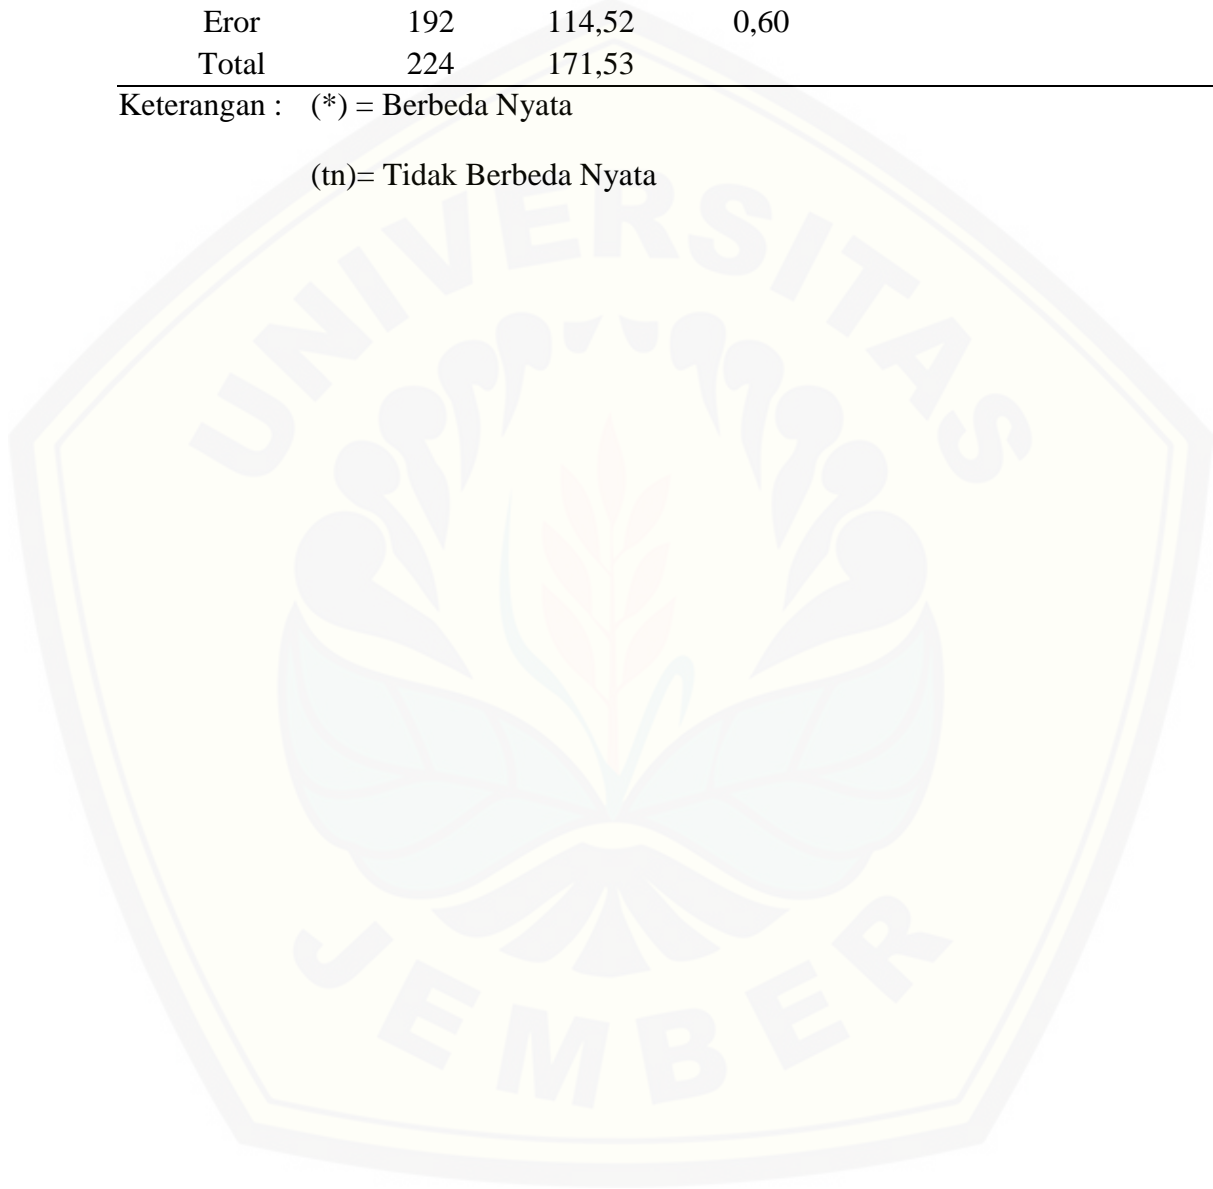 Eror 192 114,52 0,60
Total 224 171,53
Keterangan : (*) = Berbeda Nyata
(tn)= Tidak Berbeda Nyata
UNIVERSITAS
JEMBER